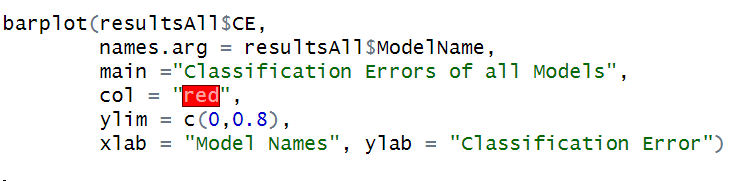 barplot(resultsAll$CE,
names.arg = resultsAll$ModelName,
main ="Classification Errors of all Models",
col = "red",
ylim = c(0,0.8),
xlab = "Model Names", ylab = "Classification Error")